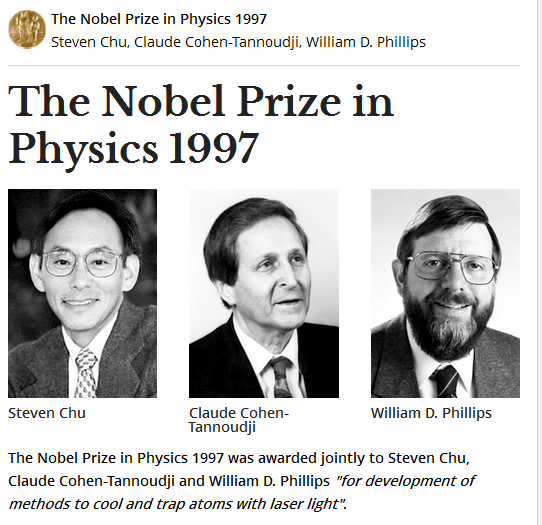 The Nobel Prize in Physics 1997
Steven Chu, Claude Cohen-Tannoudji, William D. Phillips
The Nobel Prize in
Physics 1997
Steven Chu
Claude Cohen-
Tannoudji
William D. Phillips
The Nobel Prize in Physics 1997 was awarded jointly to Steven Chu,
Claude Cohen-Tannoudji and William D. Phillips "for development of
methods to cool and trap atoms with laser light".